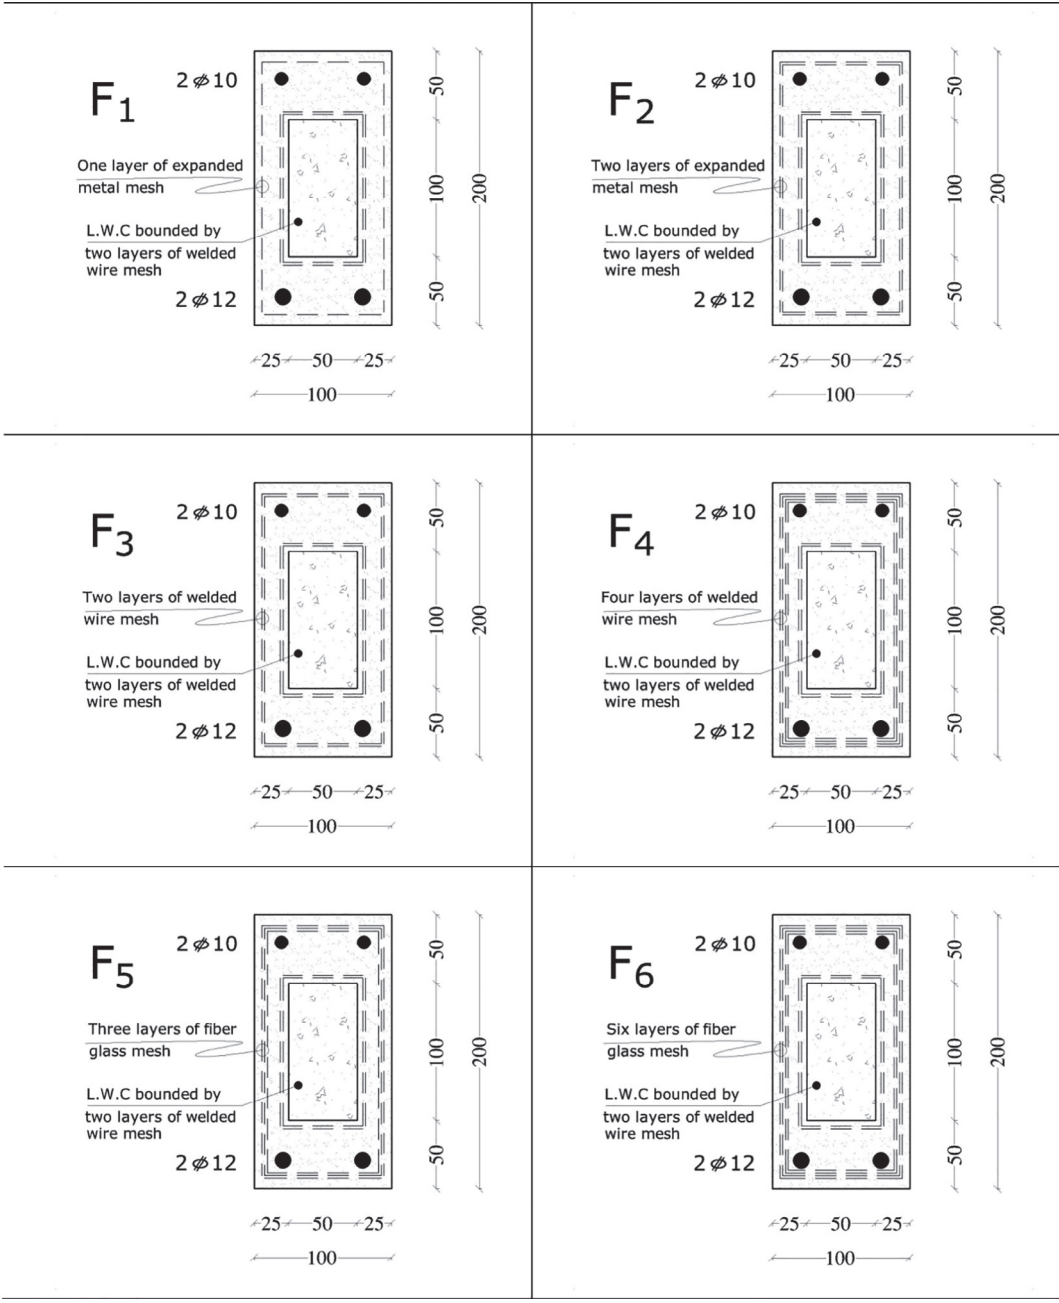 F1
2 ϕ 10
One layer of expanded
metal mesh
L.W.C bounded by
two layers of welded
wire mesh
2 ϕ 12
50
100
50
200
25 50 25
100
F2
2 ϕ 10
Two layers of expanded
metal mesh
L.W.C bounded by
two layers of welded
wire mesh
2 ϕ 12
50
100
50
200
25 50 25
100
F3
2 ϕ 10
Two layers of welded
wire mesh
L.W.C bounded by
two layers of welded
wire mesh
2 ϕ 12
50
100
50
200
25 50 25
100
F4
2 ϕ 10
Four layers of welded
wire mesh
L.W.C bounded by
two layers of welded
wire mesh
2 ϕ 12
50
100
50
200
25 50 25
100
F5
2 ϕ 10
Three layers of fiber
glass mesh
L.W.C bounded by
two layers of welded
wire mesh
2 ϕ 12
50
100
50
200
25 50 25
100
F6
2 ϕ 10
Six layers of fiber
glass mesh
L.W.C bounded by
two layers of welded
wire mesh
2 ϕ 12
50
100
50
200
25 50 25
100